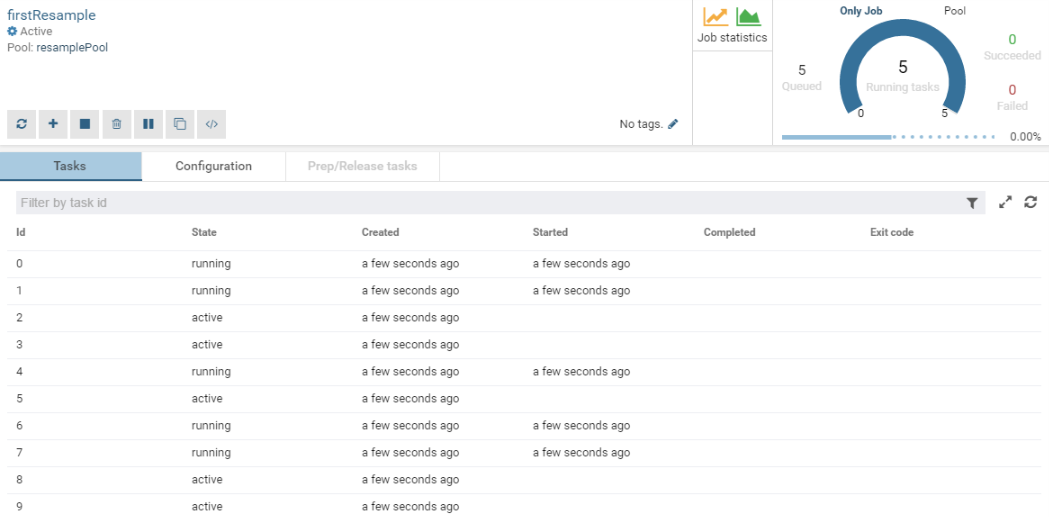 firstResample
Active
Pool: resamplePool
No tags.
Job statistics
Only Job Pool
5
Queued
5
Running tasks
0 5
0
Succeeded
0
Failed
0.00%
Tasks Configuration Prep/Release tasks
Filter by task id
Id State Created Started Completed Exit code
0 running a few seconds ago a few seconds ago
1 running a few seconds ago a few seconds ago
2 active a few seconds ago
3 active a few seconds ago
4 running a few seconds ago a few seconds ago
5 active a few seconds ago
6 running a few seconds ago a few seconds ago
7 running a few seconds ago a few seconds ago
8 active a few seconds ago
9 active a few seconds ago